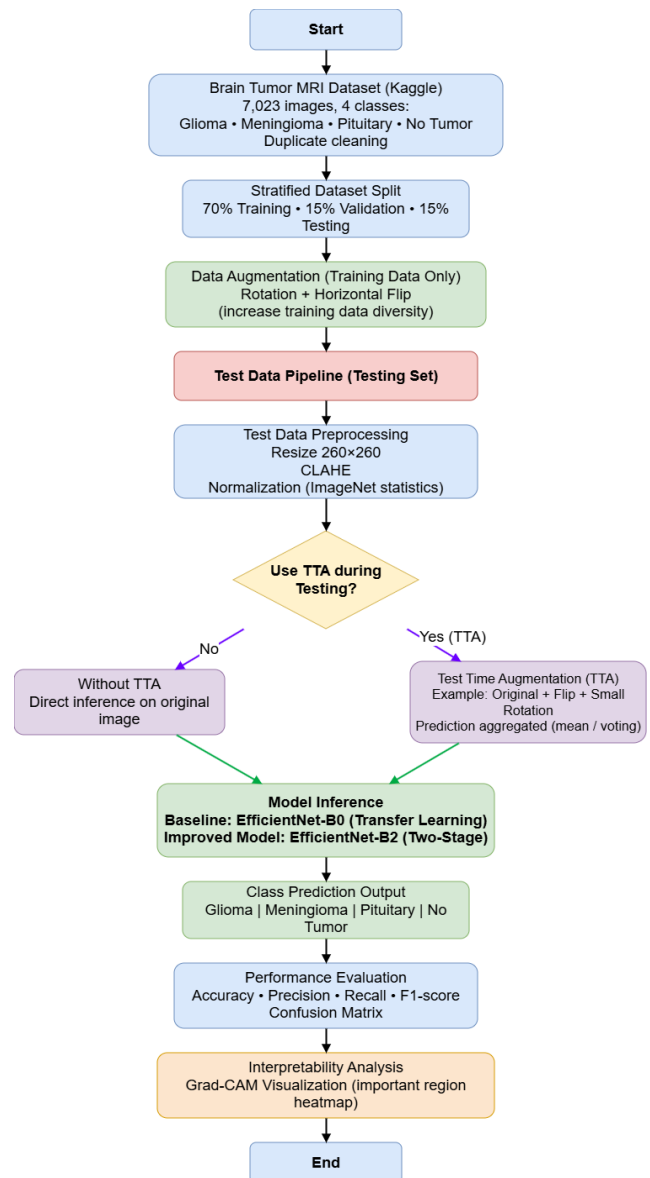 Start
Brain Tumor MRI Dataset (Kaggle)
7,023 images, 4 classes:
Glioma • Meningioma • Pituitary • No Tumor
Duplicate cleaning
Stratified Dataset Split
70% Training • 15% Validation • 15%
Testing
Data Augmentation (Training Data Only)
Rotation + Horizontal Flip
(increase training data diversity)
Test Data Pipeline (Testing Set)
Test Data Preprocessing
Resize 260×260
CLAHE
Normalization (ImageNet statistics)
Use TTA during
Testing?
No
Yes (TTA)
Without TTA
Direct inference on original
image
Test Time Augmentation (TTA)
Example: Original + Flip + Small
Rotation
Prediction aggregated (mean / voting)
Model Inference
Baseline: EfficientNet-B0 (Transfer Learning)
Improved Model: EfficientNet-B2 (Two-Stage)
Class Prediction Output
Glioma | Meningioma | Pituitary | No
Tumor
Performance Evaluation
Accuracy • Precision • Recall • F1-score
Confusion Matrix
Interpretability Analysis
Grad-CAM Visualization (important region
heatmap)
End